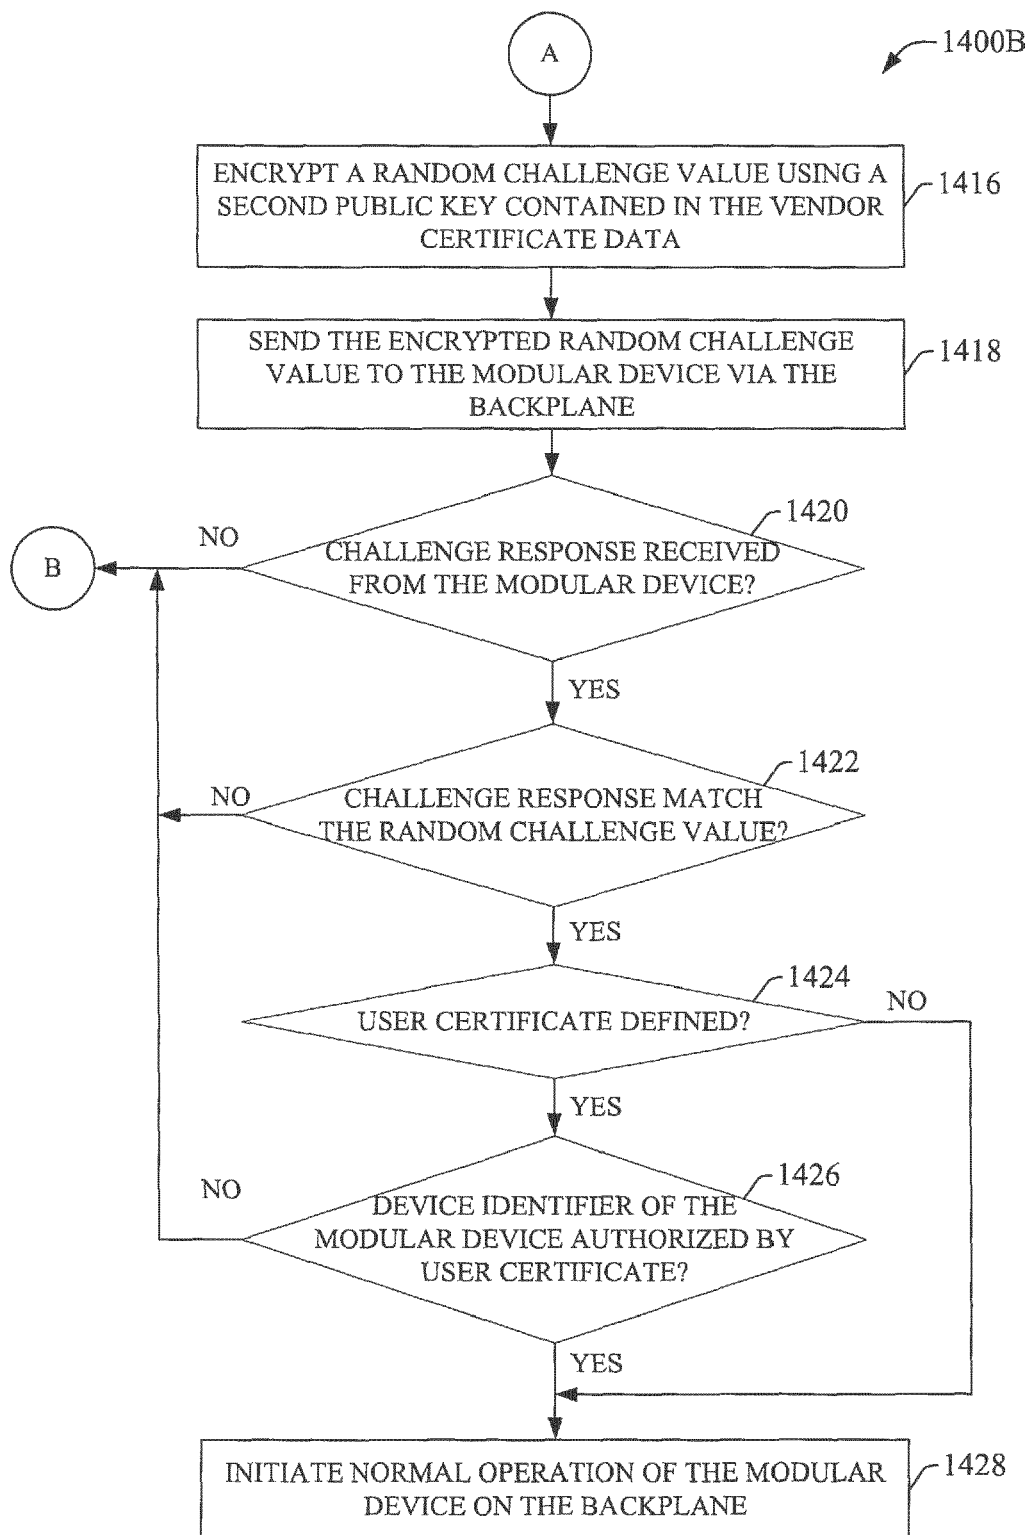 A
1400B
ENCRYPT A RANDOM CHALLENGE VALUE USING A
SECOND PUBLIC KEY CONTAINED IN THE VENDOR
CERTIFICATE DATA
1416
SEND THE ENCRYPTED RANDOM CHALLENGE
VALUE TO THE MODULAR DEVICE VIA THE
BACKPLANE
1418
1420
NO
B
CHALLENGE RESPONSE RECEIVED
FROM THE MODULAR DEVICE?
YES
1422
NO
CHALLENGE RESPONSE MATCH
THE RANDOM CHALLENGE VALUE?
YES
1424
NO
USER CERTIFICATE DEFINED?
YES
1426
NO
DEVICE IDENTIFIER OF THE
MODULAR DEVICE AUTHORIZED BY
USER CERTIFICATE?
YES
INITIATE NORMAL OPERATION OF THE MODULAR
DEVICE ON THE BACKPLANE
1428